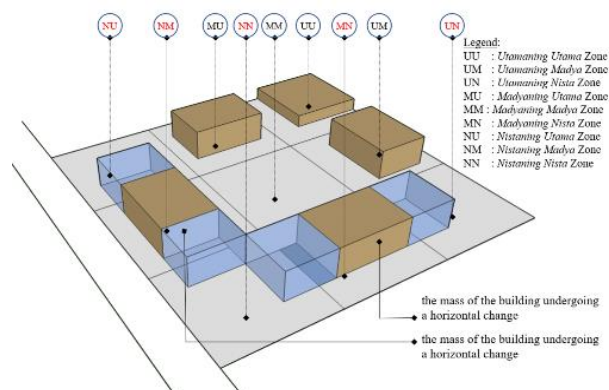 NU NM MU NN MM UU MN UM UN
Legend:
UU : Utamaning Utama Zone
UM : Utamaning Madya Zone
UN : Utamaning Nista Zone
MU : Madyaning Utama Zone
MM : Madyaning Madya Zone
MN : Madyaning Nista Zone
NU : Nistaning Utama Zone
NM : Nistaning Madya Zone
NN : Nistaning Nista Zone
the mass of the building undergoing
a horizontal change
the mass of the building undergoing
a horizontal change